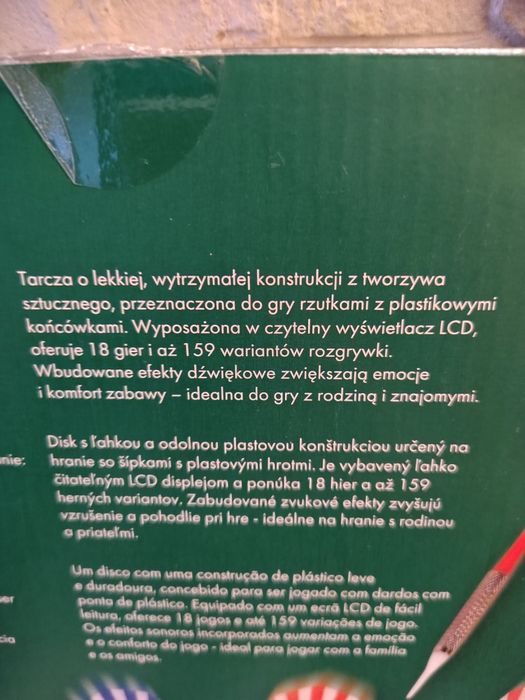 Tarcza o lekkiej, wytrzymałej konstrukcji z tworzywa
sztucznego, przeznaczona do gry rzutkami z plastikowymi
końcówkami. Wyposażona w czytelny wyświetlacz LCD,
oferuje 18 gier i aż 159 wariantów rozgrywki.
Wbudowane efekty dźwiękowe zwiększają emocje
i komfort zabawy – idealna do gry z rodziną i znajomymi.
Disk s ľahkou a odolnou plastovou konštrukciou určený na
hranie so šípkami s plastovými hrotmi. Je vybavený ľahko
čitateľným LCD displejom a ponúka 18 hier a až 159
herných variantov. Zabudované zvukové efekty zvyšujú
vzrušenie a pohodlie pri hre - ideálne na hranie s rodinou
a priateľmi.
Um disco com uma construção de plástico leve
e duradoura, concebido para ser jogado com dardos com
ponta de plástico. Equipado com um ecrã LCD de fácil
leitura, oferece 18 jogos e até 159 variações de jogo.
Os efeitos sonoros incorporados aumentam a emoção
e o conforto do jogo - ideal para jogar com a família
e os amigos.